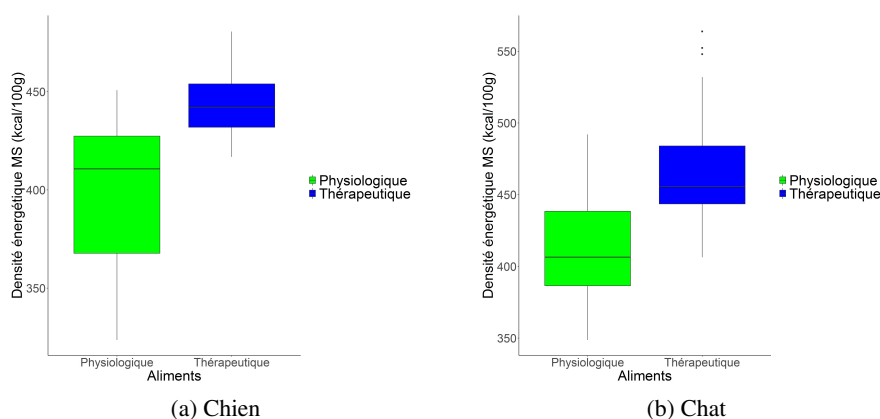 Densité énergétique MS (kcal/100g)
450
400
350
Physiologique
Thérapeutique
Aliments
Physiologique
Thérapeutique
(a) Chien
Densité énergétique MS (kcal/100g)
550
500
450
400
350
Physiologique
Thérapeutique
Aliments
Physiologique
Thérapeutique
(b) Chat